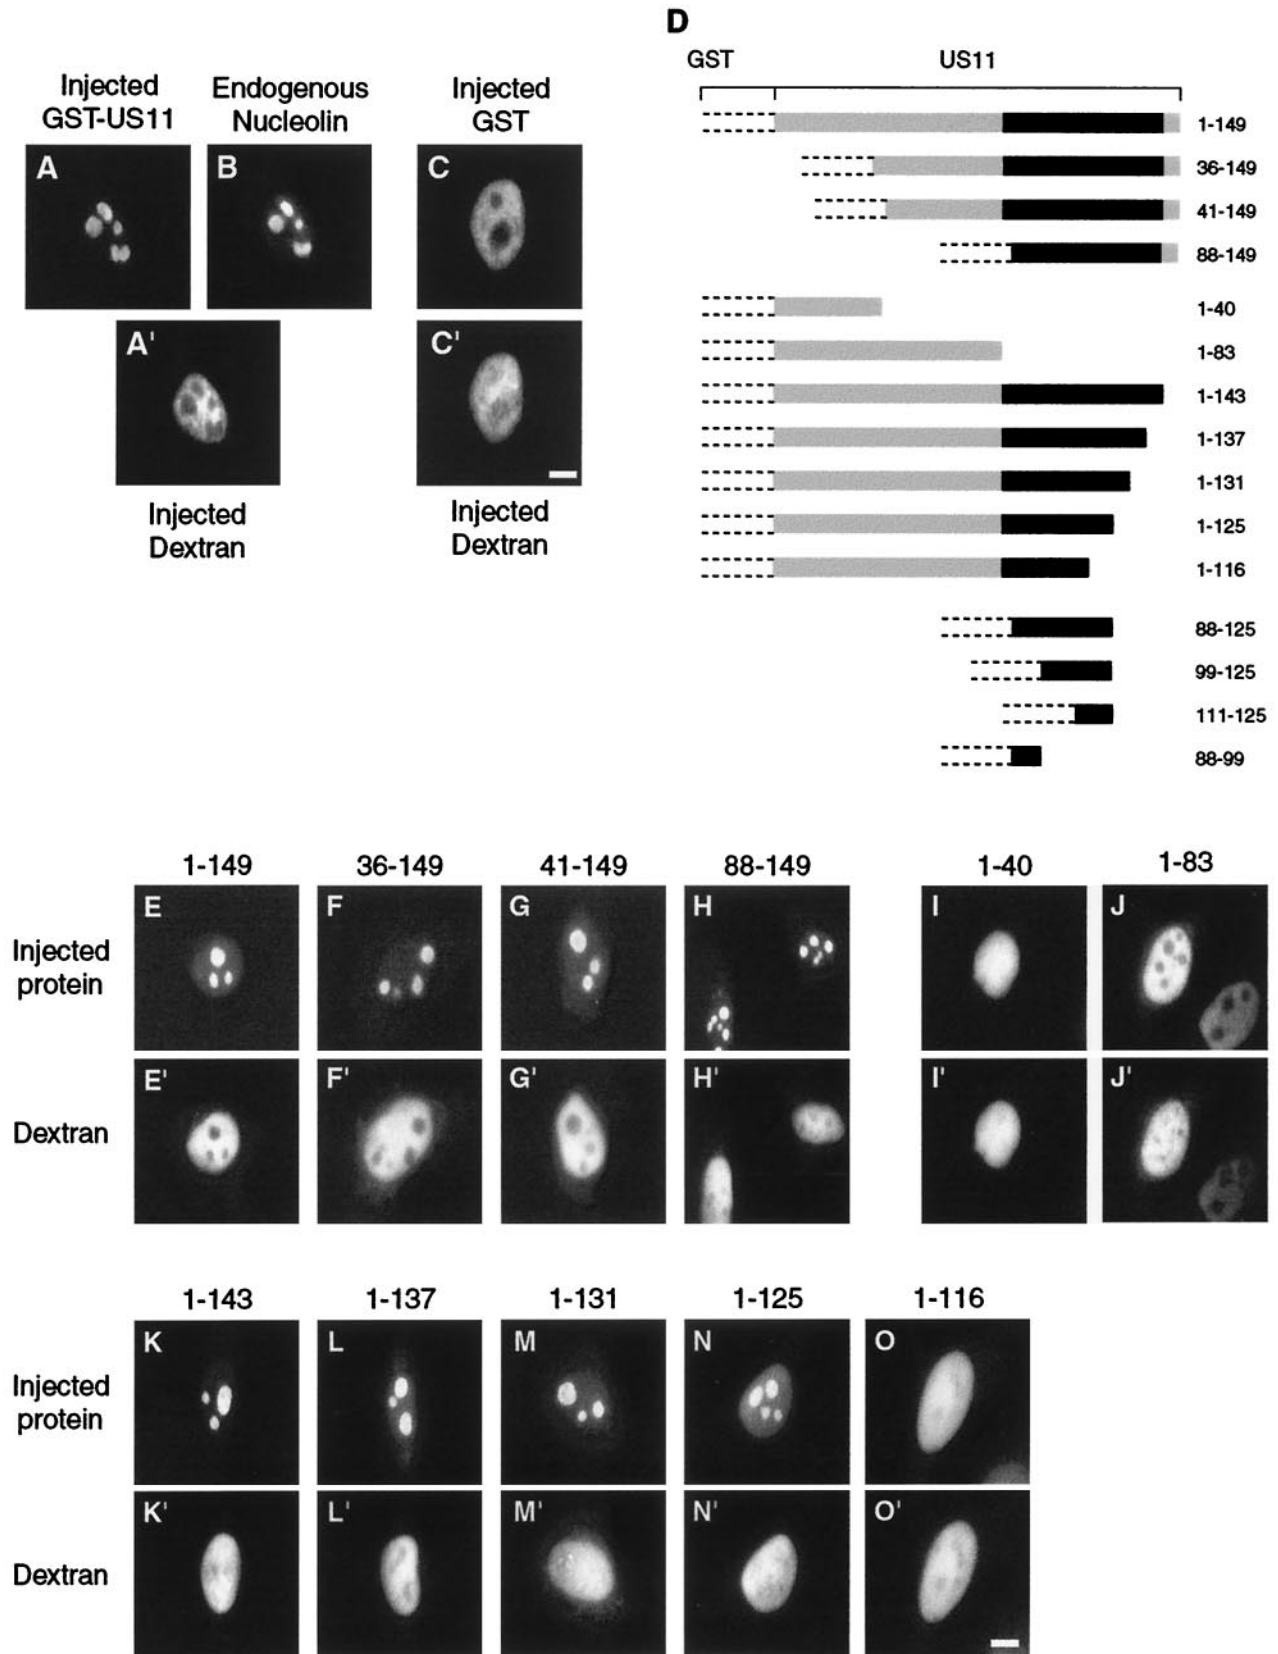 D
GST US11
Injected
GST-US11
Endogenous
Nucleolin
Injected
GST
A
B
C
A'
C'
Injected
Dextran
Injected
Dextran
1-149
36-149
41-149
88-149
1-40
1-83
1-143
1-137
1-131
1-125
1-116
88-125
99-125
111-125
88-99
1-149 36-149 41-149 88-149 1-40 1-83
Injected
protein
E F G H I J
Dextran
E' F' G' H' I' J'
1-143 1-137 1-131 1-125 1-116
Injected
protein
K L M N O
Dextran
K' L' M' N' O'